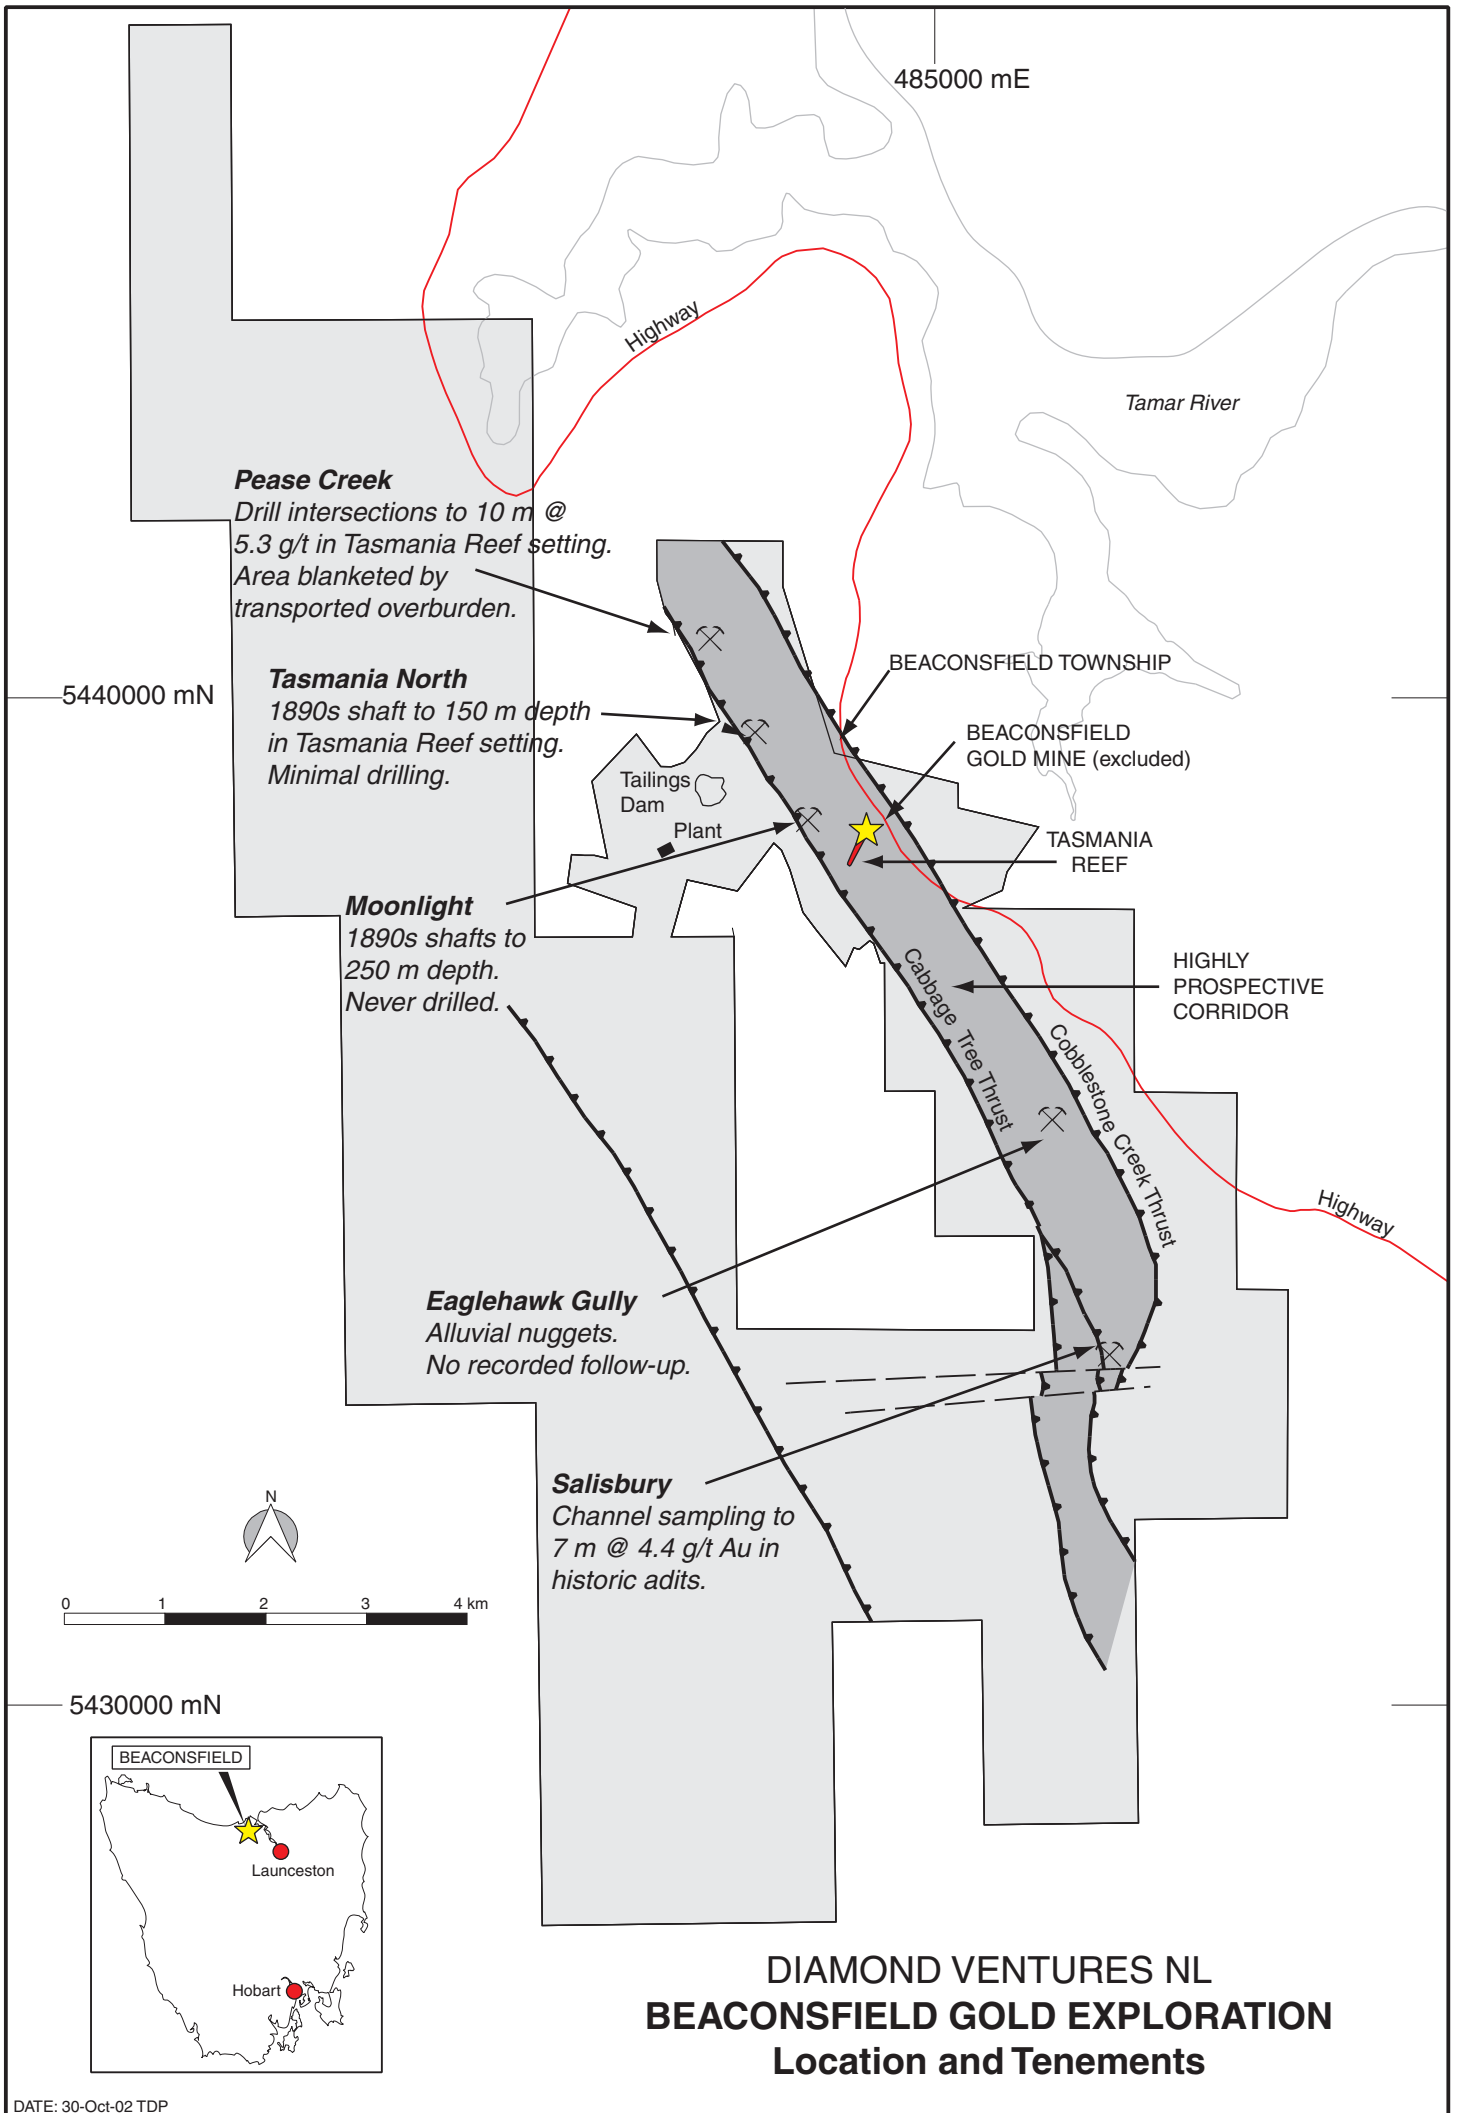 485000 mE
Highway
Tamar River
Pease Creek
Drill intersections to 10 m @
5.3 g/t in Tasmania Reef setting.
Area blanketed by
transported overburden.
BEACONSFIELD TOWNSHIP
5440000 mN
Tasmania North
1890s shaft to 150 m depth
in Tasmania Reef setting.
Minimal drilling.
BEACONSFIELD
GOLD MINE (excluded)
Tailings
Dam
Plant
TASMANIA
REEF
Moonlight
1890s shafts to
250 m depth.
Never drilled.
HIGHLY
PROSPECTIVE
CORRIDOR
Cabbage Tree Thrust
Cobblestone Creek Thrust
Highway
Eaglehawk Gully
Alluvial nuggets.
No recorded follow-up.
Salisbury
Channel sampling to
7 m @ 4.4 g/t Au in
historic adits.
N
0 1 2 3 4 km
5430000 mN
BEACONSFIELD
Launceston
Hobart
DIAMOND VENTURES NL
BEACONSFIELD GOLD EXPLORATION
Location and Tenements
DATE: 30-Oct-02 TDP